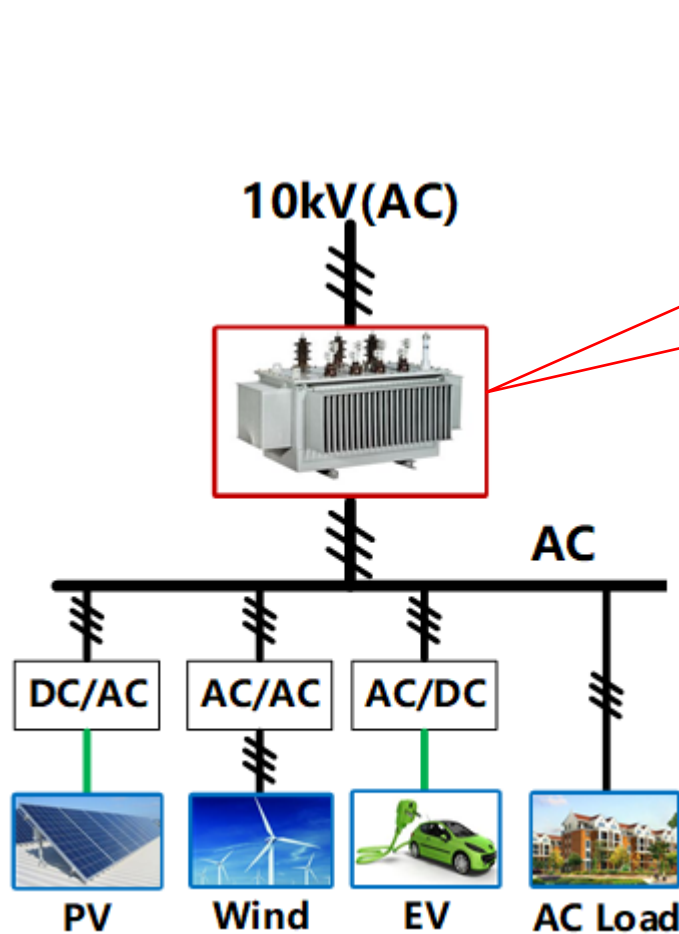 10kV(AC)
AC
DC/AC
AC/AC
AC/DC
PV
Wind
EV
AC Load